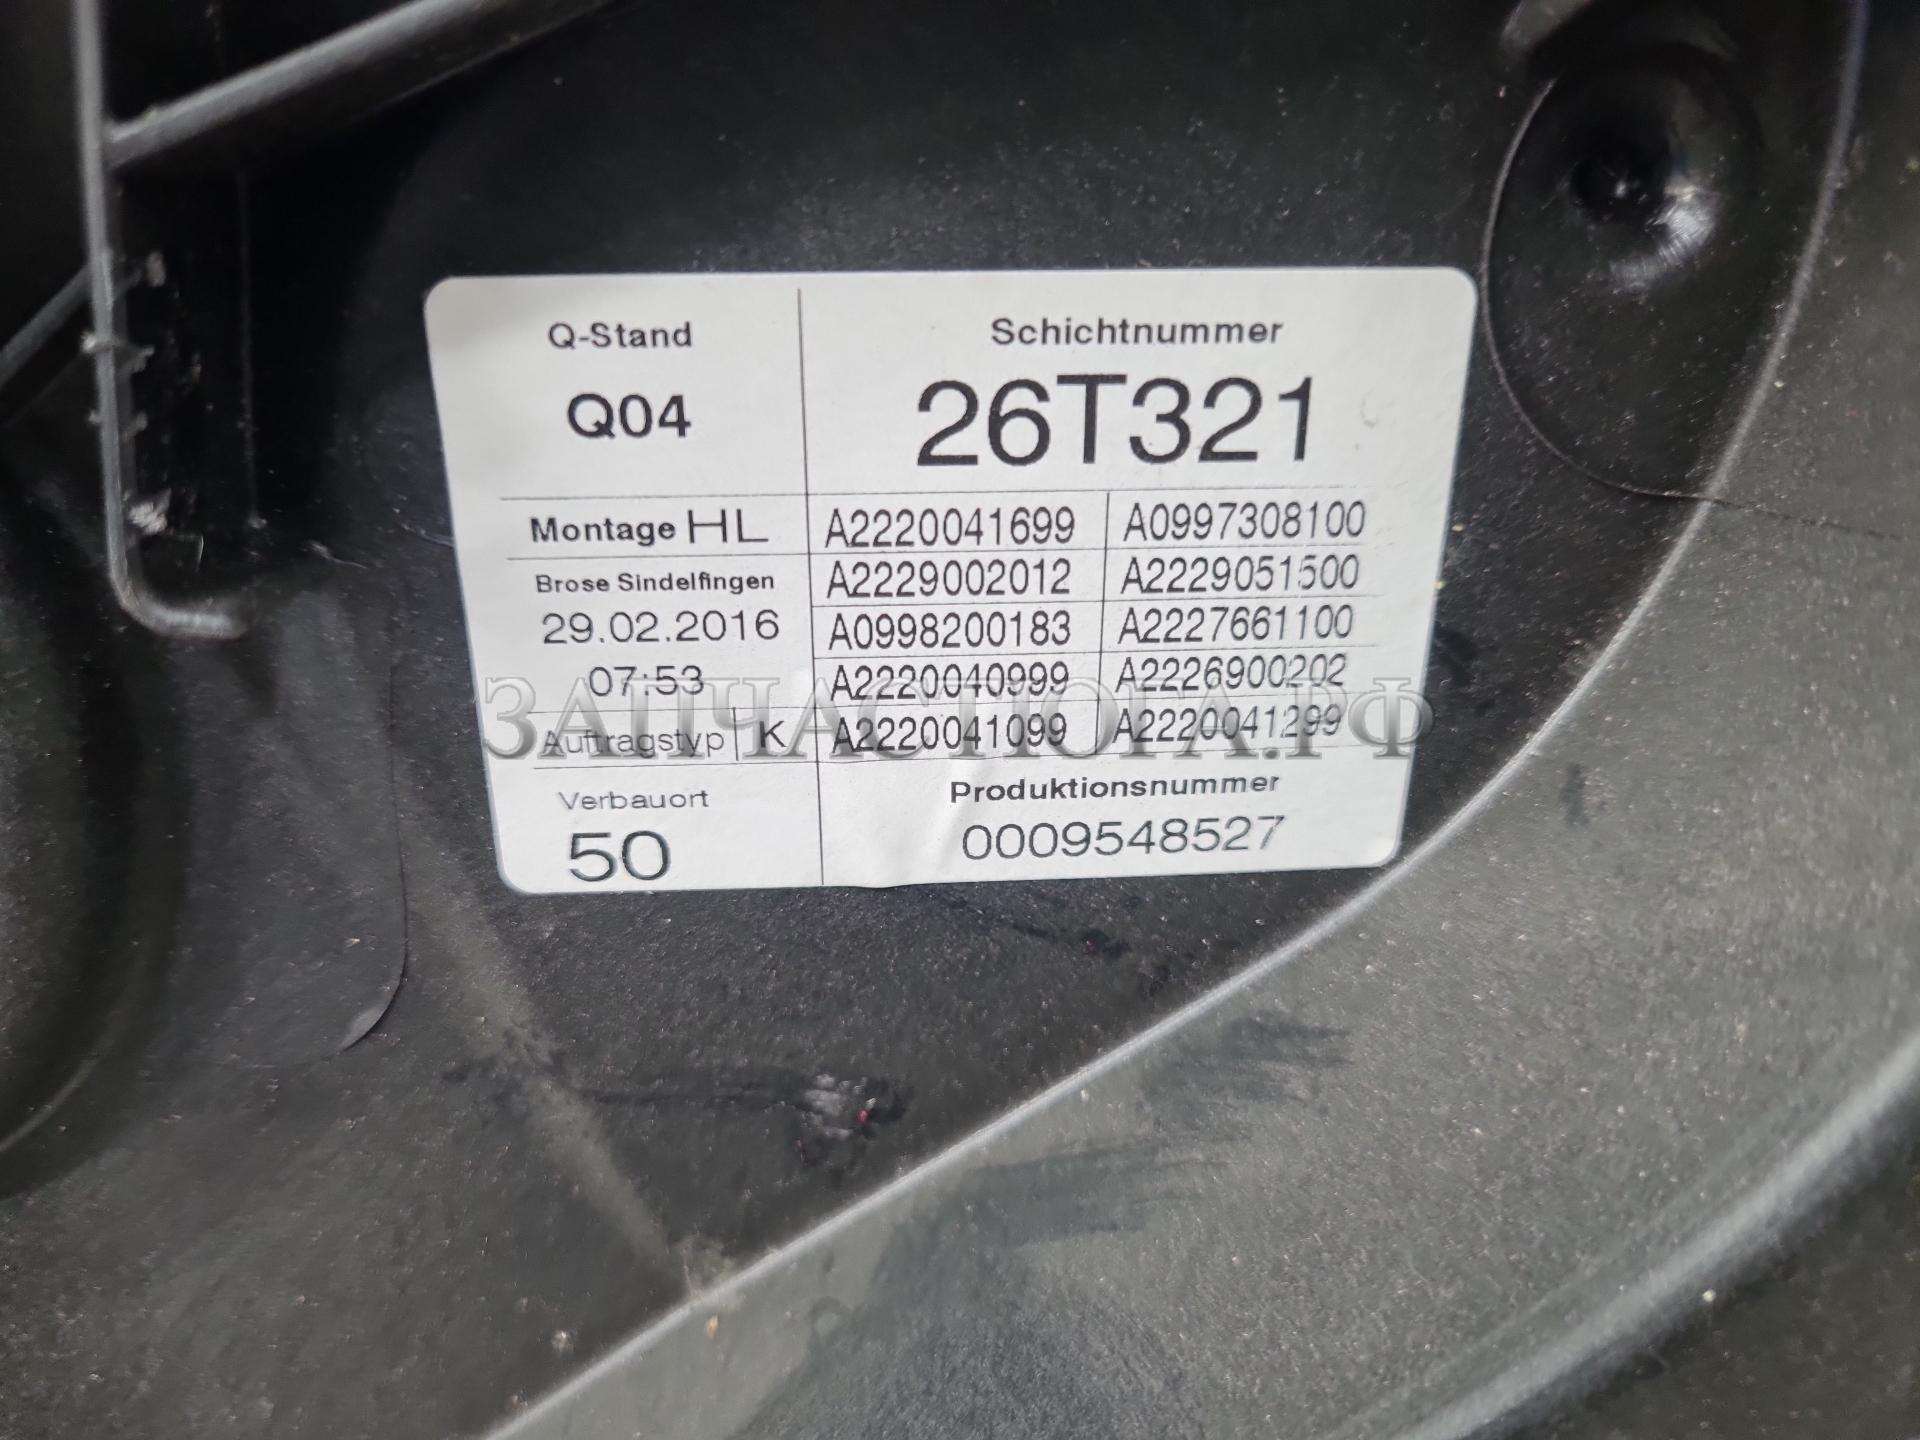 Q-Stand
Q04
Schichtnummer
26T321
Montage HL
A2220041699 A0997308100
Brose Sindelfingen
A2229002012 A2229051500
29.02.2016
A0998200183 A2227661100
07:53
A2220040999 A2226900202
Auftragstyp K
A2220041099 A2220041299
ЗАПЧАСТЮГА.РФ
Verbauort
50
Produktionsnummer
0009548527